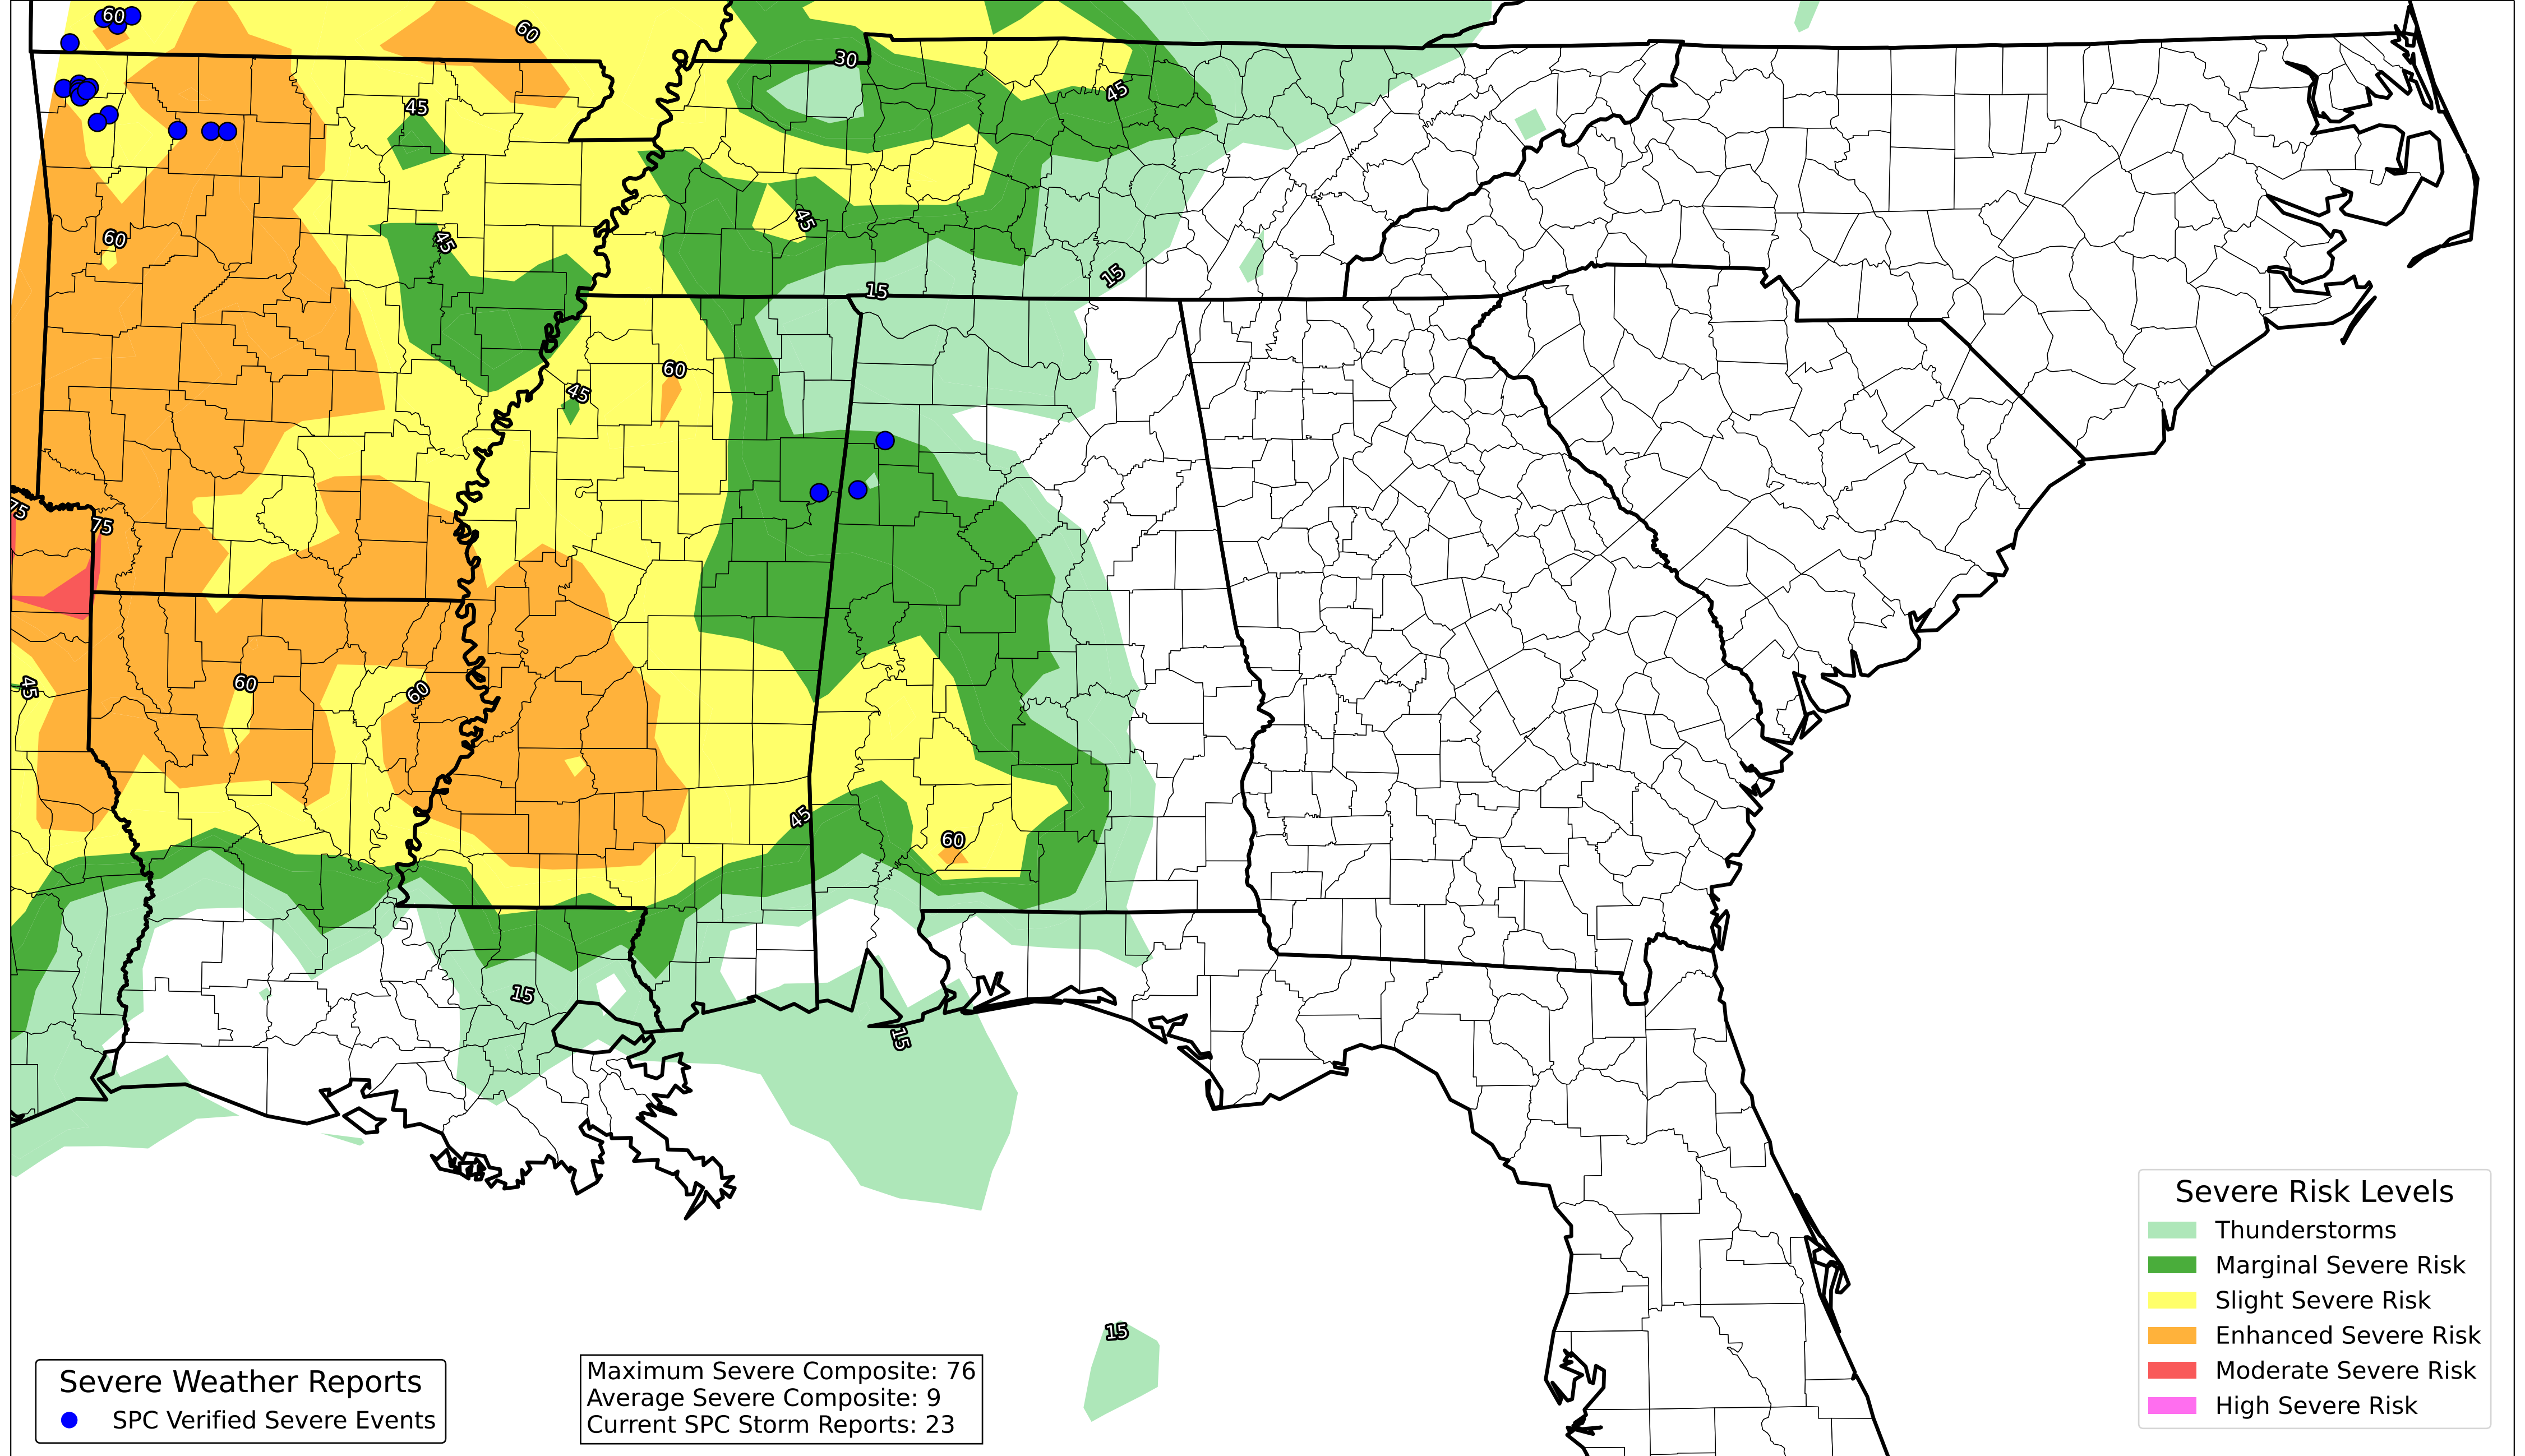 60
60
30
45
45
45
45
60
15
15
60
45
75
75
45
60
60
45
60
15
15
15
Severe Risk Levels
Thunderstorms
Marginal Severe Risk
Slight Severe Risk
Enhanced Severe Risk
Moderate Severe Risk
High Severe Risk
Severe Weather Reports
SPC Verified Severe Events
Maximum Severe Composite: 76
Average Severe Composite: 9
Current SPC Storm Reports: 23